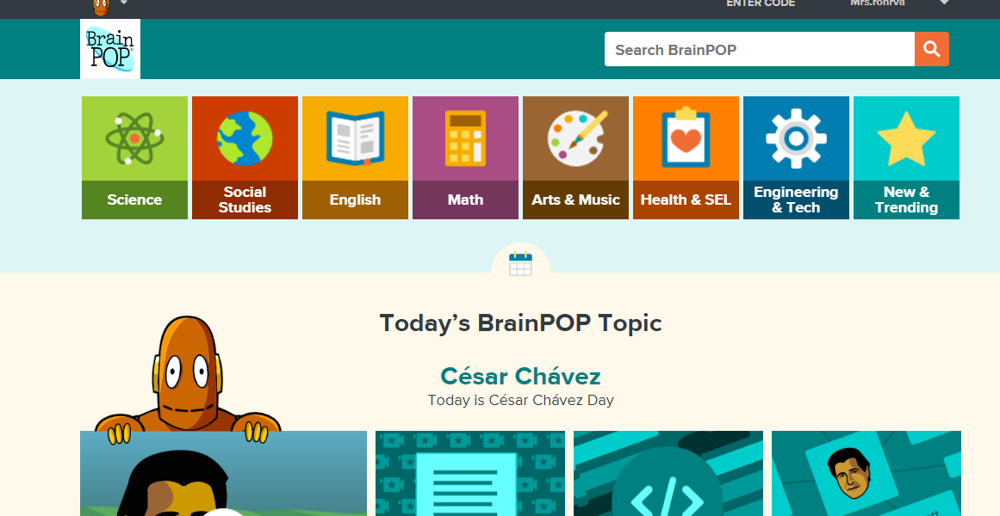 ENTER CODE
Mrs.ronrva
Brain
POP
Search BrainPOP
Science
Social
Studies
English
Math
Arts & Music
Health & SEL
Engineering
& Tech
New &
Trending
Today’s BrainPOP Topic
César Chávez
Today is César Chávez Day